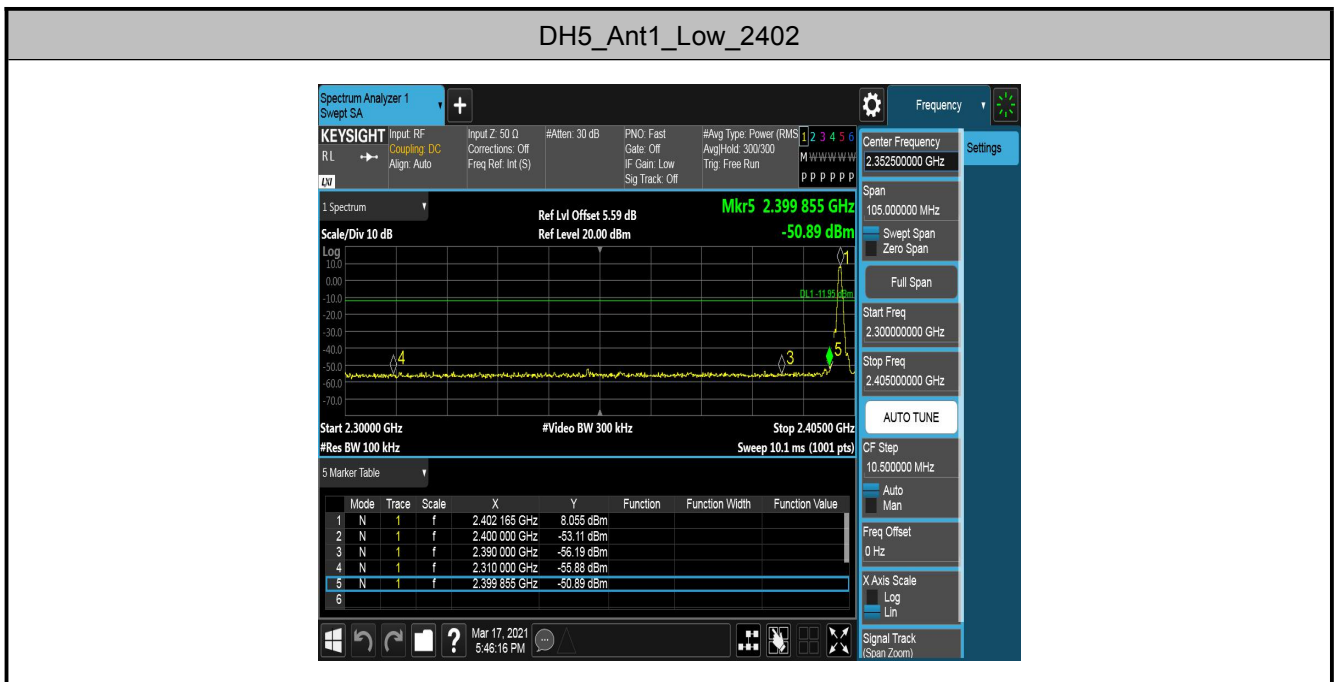 DH5_Ant1_Low_2402
Spectrum Analyzer 1
Swept SA
Frequency
KEYSIGHT
RL
LXI
Input: RF
Coupling: DC
Align: Auto
Input Z: 50 Ω
Corrections: Off
Freq Ref: Int (S)
#Atten: 30 dB
PNO: Fast
Gate: Off
IF Gain: Low
Sig Track: Off
#Avg Type: Power (RMS
Avg|Hold: 300/300
Trig: Free Run
1 2 3 4 5 6
M W W W W W
P P P P P P
1 Spectrum
Ref Lvl Offset 5.59 dB
Mkr5 2.399 855 GHz
Scale/Div 10 dB
Ref Level 20.00 dBm
-50.89 dBm
Log
10.0
0.00
-10.0
-20.0
-30.0
-40.0
-50.0
-60.0
-70.0
1
DL1 -11.95 dBm
4
3
5
Start 2.30000 GHz
#Video BW 300 kHz
Stop 2.40500 GHz
#Res BW 100 kHz
Sweep 10.1 ms (1001 pts)
5 Marker Table
Mode Trace Scale X Y Function Function Width Function Value
1 N 1 f 2.402 165 GHz 8.055 dBm
2 N 1 f 2.400 000 GHz -53.11 dBm
3 N 1 f 2.390 000 GHz -56.19 dBm
4 N 1 f 2.310 000 GHz -55.88 dBm
5 N 1 f 2.399 855 GHz -50.89 dBm
6
?
Mar 17, 2021
5:46:16 PM
Center Frequency
2.352500000 GHz
Settings
Span
105.000000 MHz
Swept Span
Zero Span
Full Span
Start Freq
2.300000000 GHz
Stop Freq
2.405000000 GHz
AUTO TUNE
CF Step
10.500000 MHz
Auto
Man
Freq Offset
0 Hz
X Axis Scale
Log
Lin
Signal Track
(Span Zoom)